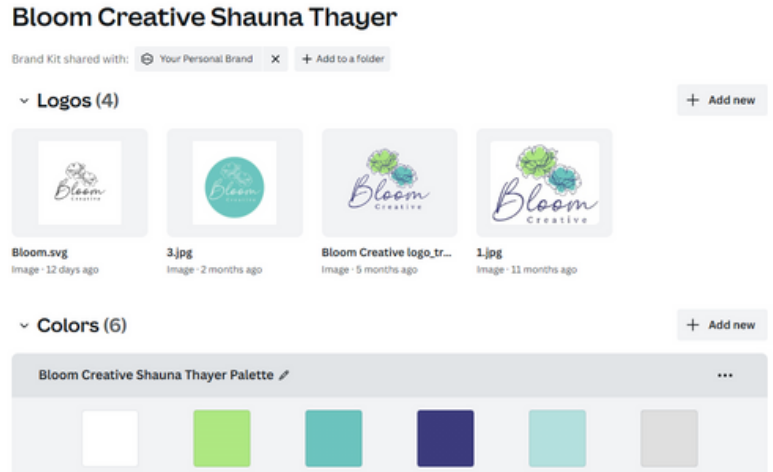 Bloom Creative Shauna Thayer
Brand Kit shared with: Your Personal Brand × + Add to a folder
Logos (4)
+ Add new
Bloom
Creative
Bloom
Bloom
Creative
Bloom
Creative
Bloom.svg
Image · 12 days ago
3.jpg
Image · 2 months ago
Bloom Creative logo_tr...
Image · 5 months ago
1.jpg
Image · 11 months ago
Colors (6)
+ Add new
Bloom Creative Shauna Thayer Palette